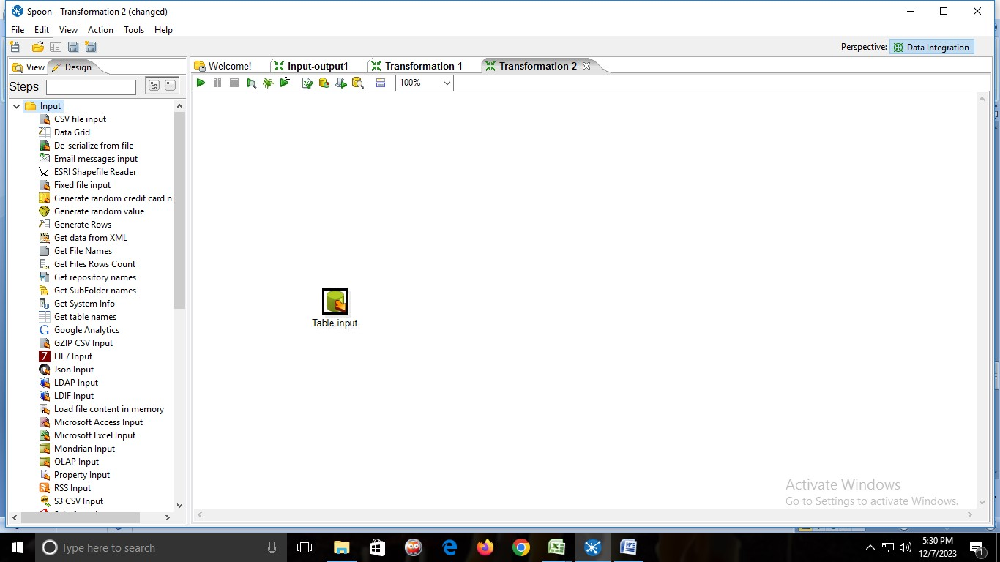 Spoon - Transformation 2 (changed)
File Edit View Action Tools Help
Perspective: Data Integration
View Design
Welcome! input-output1 Transformation 1 Transformation 2
Steps
100%
Input
CSV file input
Data Grid
De-serialize from file
Email messages input
ESRI Shapefile Reader
Fixed file input
Generate random credit card nu
Generate random value
Generate Rows
Get data from XML
Get File Names
Get Files Rows Count
Get repository names
Get SubFolder names
Get System Info
Get table names
Google Analytics
GZIP CSV Input
HL7 Input
Json Input
LDAP Input
LDIF Input
Load file content in memory
Microsoft Access Input
Microsoft Excel Input
Mondrian Input
OLAP Input
Property Input
RSS Input
S3 CSV Input
Table input
Activate Windows
Go to Settings to activate Windows.
Type here to search
5:30 PM
12/7/2023
1